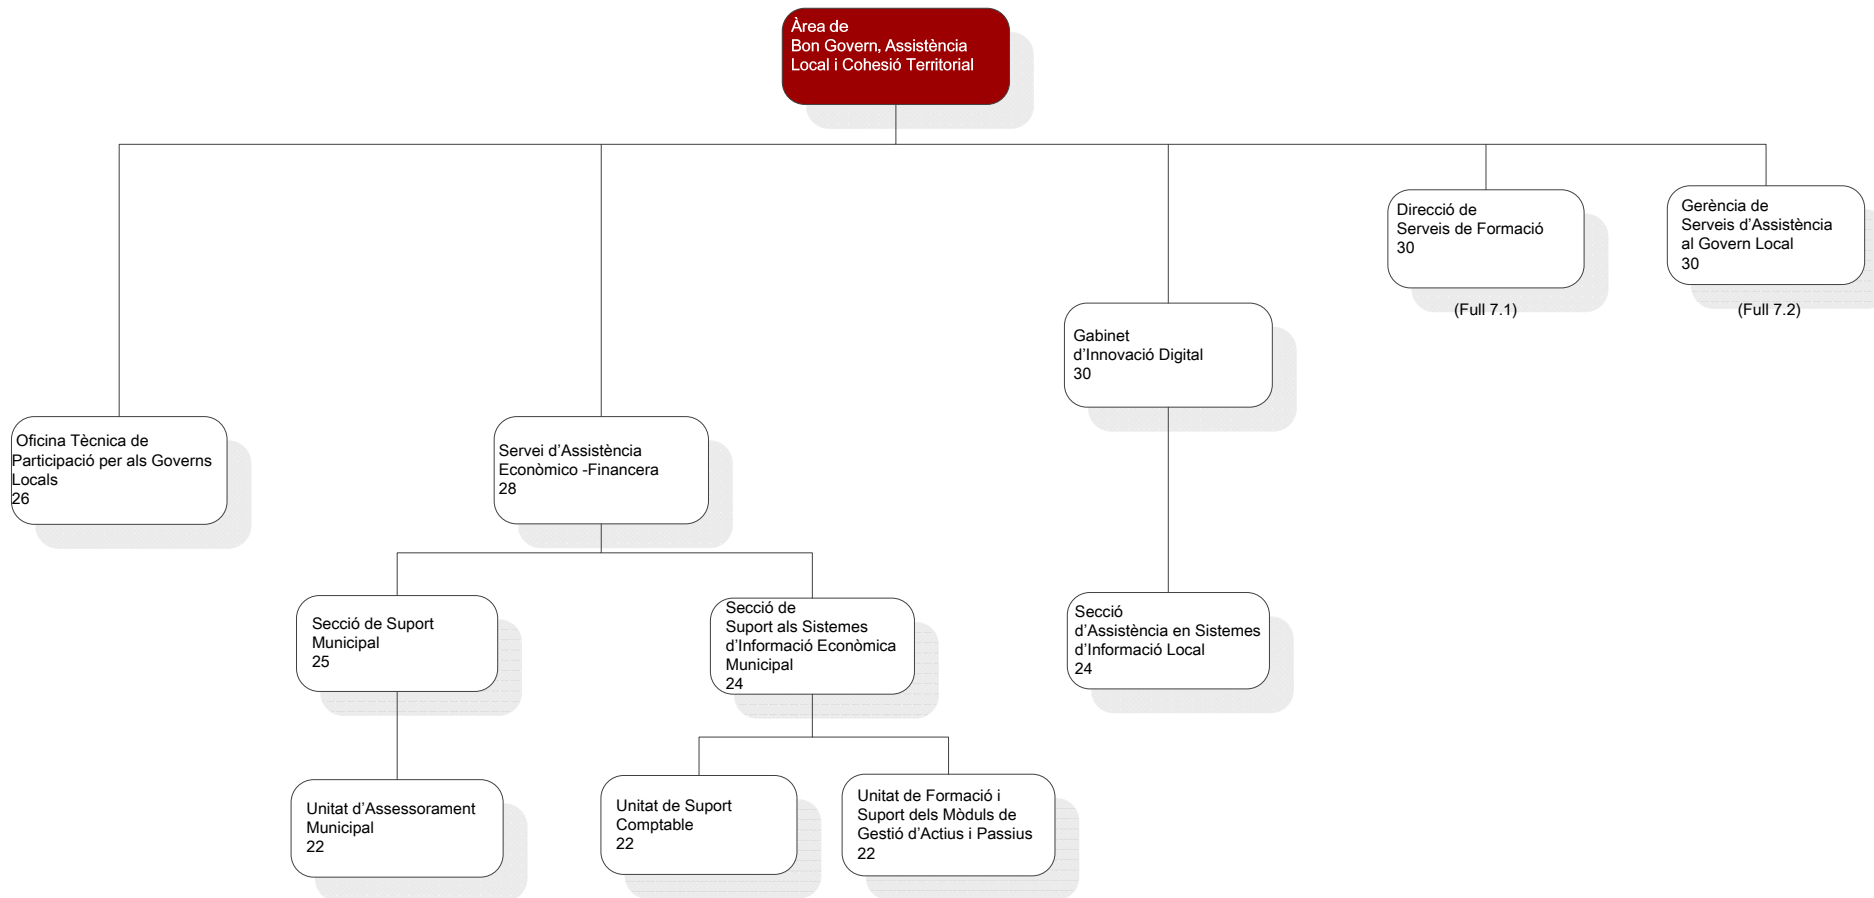 Àrea de
Bon Govern, Assistència
Local i Cohesió Territorial
Direcció de
Serveis de Formació
30
(Full 7.1)
Gerència de
Serveis d'Assistència
al Govern Local
30
(Full 7.2)
Gabinet
d'Innovació Digital
30
Oficina Tècnica de
Participació per als Governs
Locals
26
Servei d'Assistència
Econòmico -Financera
28
Secció de Suport
Municipal
25
Secció de
Suport als Sistemes
d'Informació Econòmica
Municipal
24
Secció
d'Assistència en Sistemes
d'Informació Local
24
Unitat d'Assessorament
Municipal
22
Unitat de Suport
Comptable
22
Unitat de Formació i
Suport dels Mòduls de
Gestió d'Actius i Passius
22